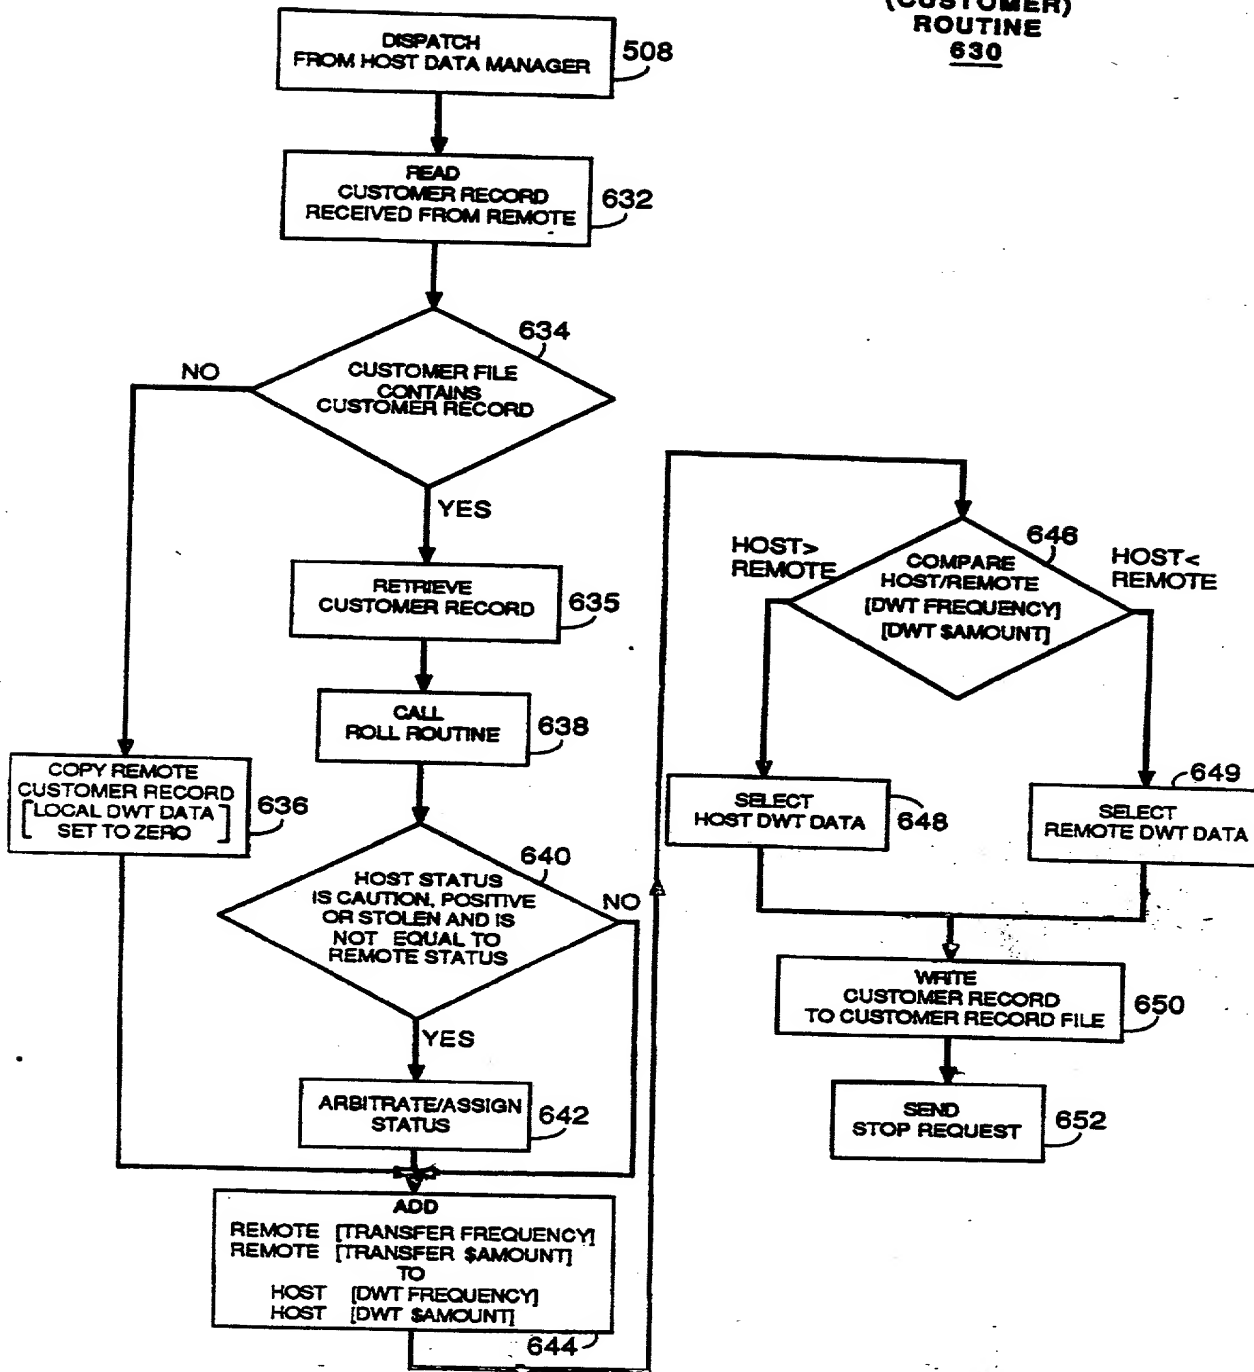 (CUSTOMER)
ROUTINE
630
DISPATCH
FROM HOST DATA MANAGER
508
READ
CUSTOMER RECORD
RECEIVED FROM REMOTE
632
634
CUSTOMER FILE
CONTAINS
CUSTOMER RECORD
NO
YES
RETRIEVE
CUSTOMER RECORD
635
CALL
ROLL ROUTINE
638
COPY REMOTE
CUSTOMER RECORD
[LOCAL DWT DATA
SET TO ZERO]
636
640
HOST STATUS
IS CAUTION, POSITIVE
OR STOLEN AND IS
NOT EQUAL TO
REMOTE STATUS
NO
YES
ARBITRATE/ASSIGN
STATUS
642
ADD
REMOTE [TRANSFER FREQUENCY]
REMOTE [TRANSFER $AMOUNT]
TO
HOST [DWT FREQUENCY]
HOST [DWT $AMOUNT]
644
646
COMPARE
HOST/REMOTE
[DWT FREQUENCY]
[DWT $AMOUNT]
HOST>
REMOTE
HOST<
REMOTE
SELECT
HOST DWT DATA
648
649
SELECT
REMOTE DWT DATA
WRITE
CUSTOMER RECORD
TO CUSTOMER RECORD FILE
650
SEND
STOP REQUEST
652